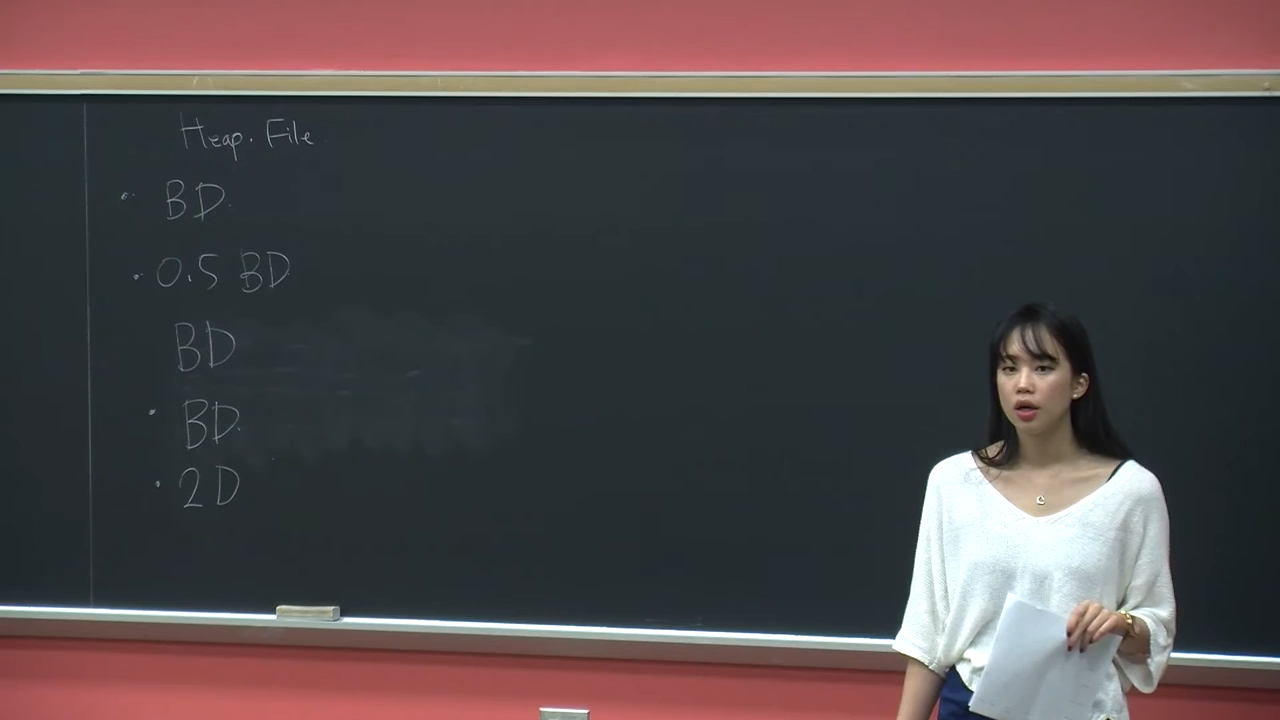 Heap. File
· BD.
· 0.5 BD
BD
· BD.
· 2D